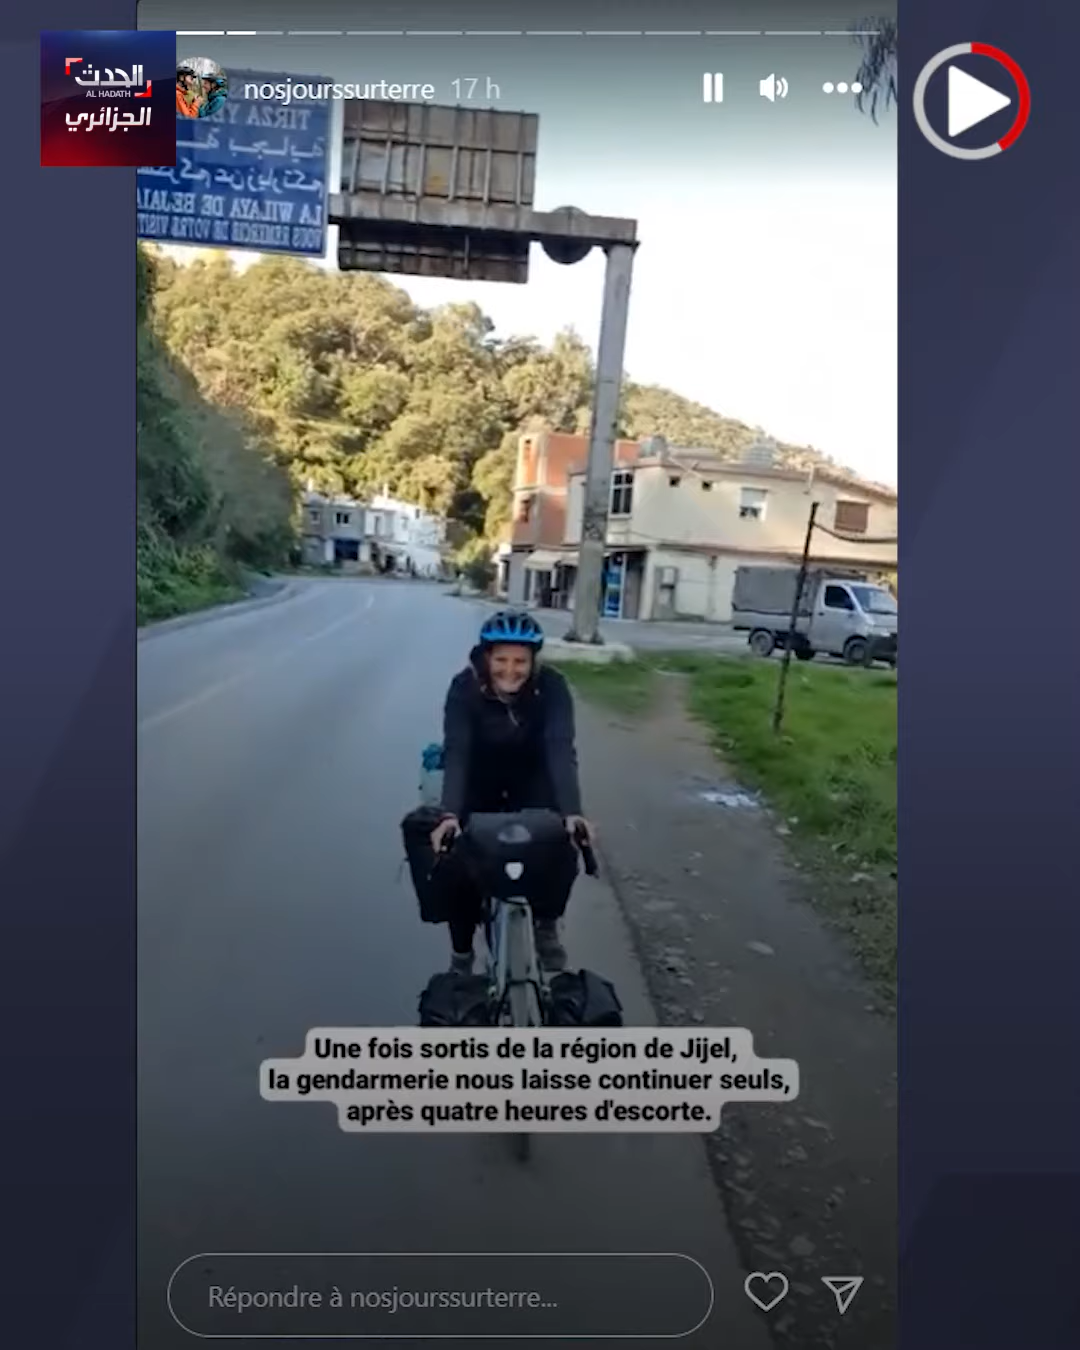 الحدث
AL HADATH
الجزائري
nosjourssurterre 17 h
TIRZA
LA WILAYA DE BEJAIA
VOUS REMERCIE DE VOTRE VISITE
Une fois sortis de la région de Jijel,
la gendarmerie nous laisse continuer seuls,
après quatre heures d'escorte.
Répondre à nosjourssurterre...